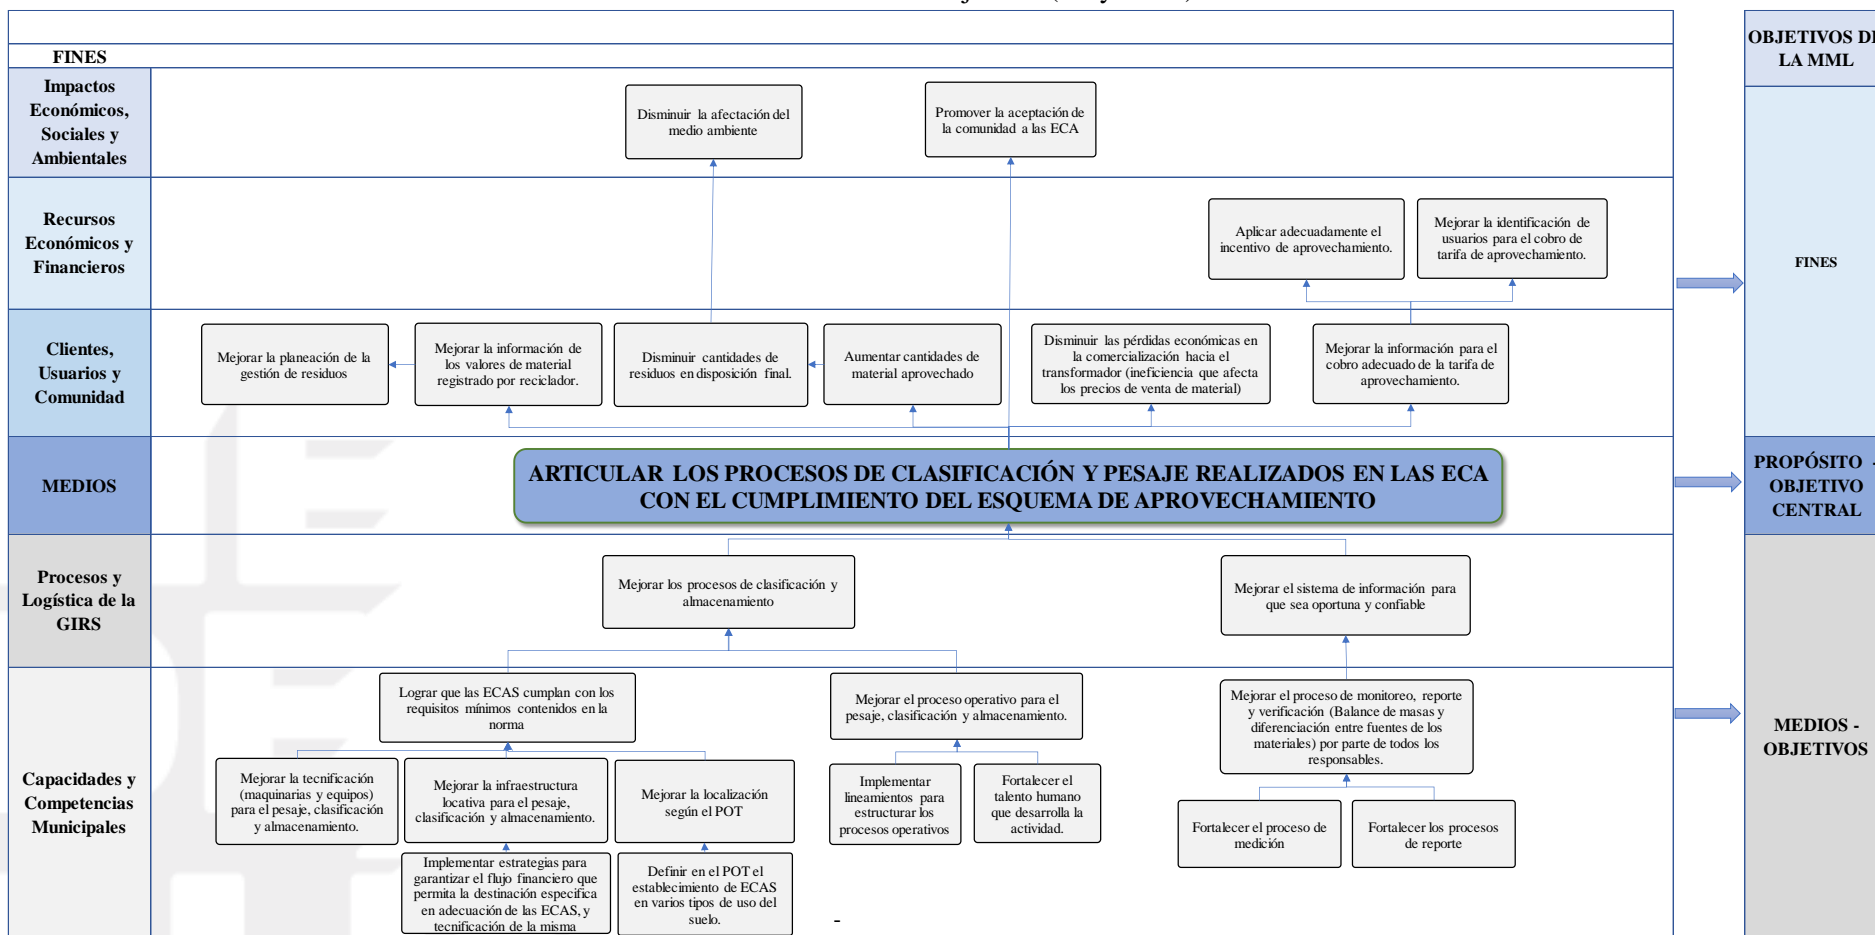 FINES
OBJETIVOS DE
LA MML
Impactos
Económicos,
Sociales y
Ambientales
Disminuir la afectación del
medio ambiente
Promover la aceptación de
la comunidad a las ECA
Recursos
Económicos y
Financieros
Aplicar adecuadamente el
incentivo de aprovechamiento.
Mejorar la identificación de
usuarios para el cobro de
tarifa de aprovechamiento.
FINES
Clientes,
Usuarios y
Comunidad
Mejorar la planeación de la
gestión de residuos
Mejorar la información de
los valores de material
registrado por reciclador.
Disminuir cantidades de
residuos en disposición final.
Aumentar cantidades de
material aprovechado
Disminuir las pérdidas económicas en
la comercialización hacia el
transformador (ineficiencia que afecta
los precios de venta de material)
Mejorar la información para el
cobro adecuado de la tarifa de
aprovechamiento.
MEDIOS
ARTICULAR LOS PROCESOS DE CLASIFICACIÓN Y PESAJE REALIZADOS EN LAS ECA
CON EL CUMPLIMIENTO DEL ESQUEMA DE APROVECHAMIENTO
PROPÓSITO -
OBJETIVO
CENTRAL
Procesos y
Logística de la
GIRS
Mejorar los procesos de clasificación y
almacenamiento
Mejorar el sistema de información para
que sea oportuna y confiable
Capacidades y
Competencias
Municipales
Lograr que las ECAS cumplan con los
requisitos mínimos contenidos en la
norma
Mejorar el proceso operativo para el
pesaje, clasificación y almacenamiento.
Mejorar el proceso de monitoreo, reporte
y verificación (Balance de masas y
diferenciación entre fuentes de los
materiales) por parte de todos los
responsables.
MEDIOS -
OBJETIVOS
Mejorar la tecnificación
(maquinarias y equipos)
para el pesaje, clasificación
y almacenamiento.
Mejorar la infraestructura
locativa para el pesaje,
clasificación y almacenamiento.
Mejorar la localización
según el POT
Implementar
lineamientos para
estructurar los
procesos operativos
Fortalecer el
talento humano
que desarrolla la
actividad.
Fortalecer el proceso de
medición
Fortalecer los procesos
de reporte
Implementar estrategias para
garantizar el flujo financiero que
permita la destinación especifica
en adecuación de las ECAS, y
tecnificación de la misma
Definir en el POT el
establecimiento de ECAS
en varios tipos de uso del
suelo.
-